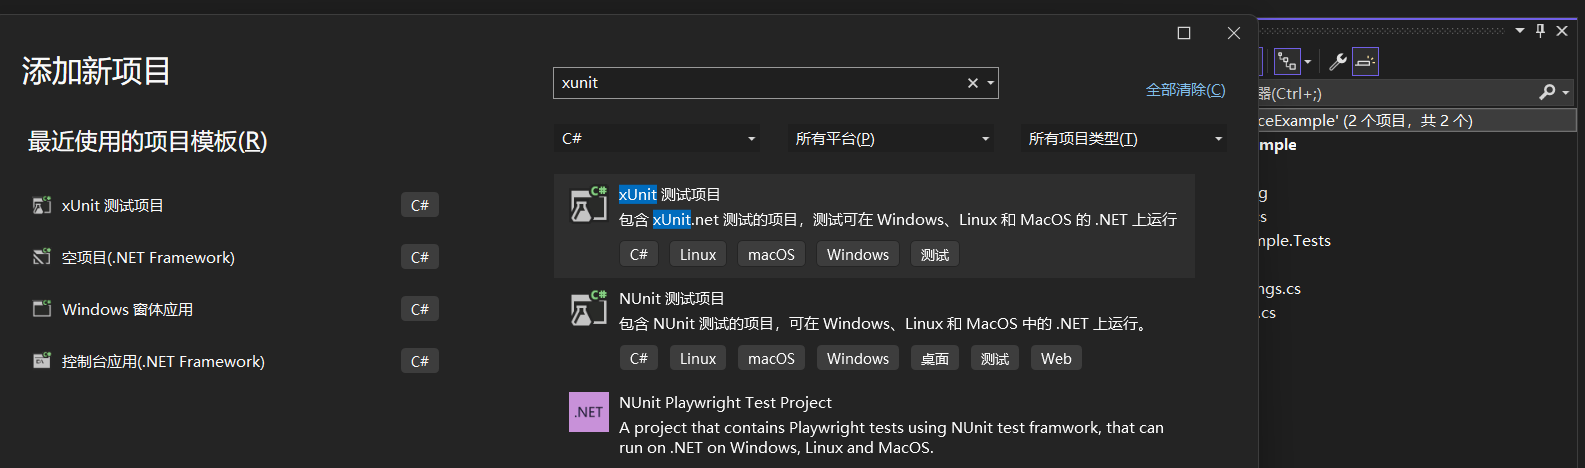 添加新项目
xunit
全部清除(C)
最近使用的项目模板(R)
C#
所有平台(P)
所有项目类型(T)
xUnit 测试项目
C#
空项目(.NET Framework)
C#
Windows 窗体应用
C#
控制台应用(.NET Framework)
C#
xUnit 测试项目
包含 xUnit.net 测试的项目，测试可在 Windows、Linux 和 MacOS 的 .NET 上运行
C#
Linux
macOS
Windows
测试
NUnit 测试项目
包含 NUnit 测试的项目，可在 Windows、Linux 和 MacOS 中的 .NET 上运行。
C#
Linux
macOS
Windows
桌面
测试
Web
.NET
NUnit Playwright Test Project
A project that contains Playwright tests using NUnit test framwork, that can
run on .NET on Windows, Linux and MacOS.
器(Ctrl+;)
ceExample' (2 个项目，共 2 个)
mple
g
s
mple.Tests
ngs.cs
.cs